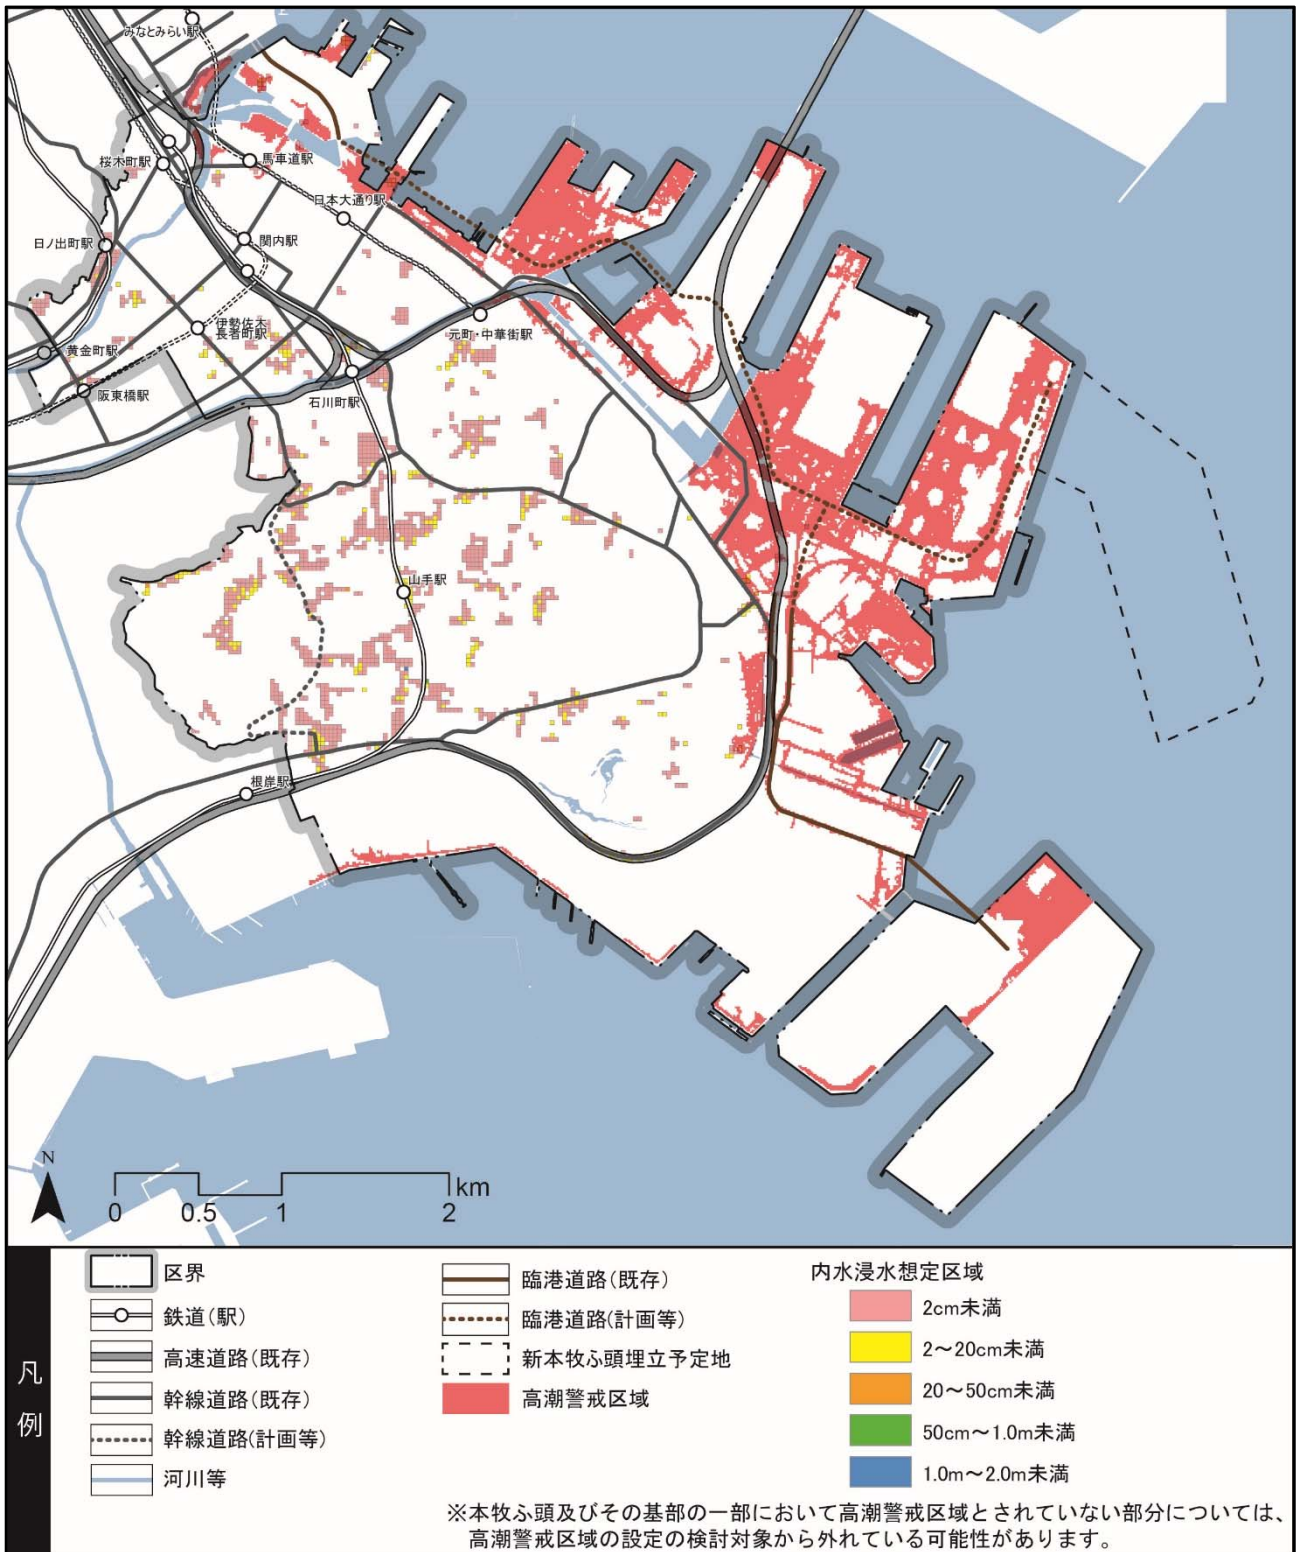 みなとみらい駅
桜木町駅
馬車道駅
日本大通り駅
日ノ出町駅
関内駅
伊勢佐木
長者町駅
元町・中華街駅
黄金町駅
阪東橋駅
石川町駅
山手駅
根岸駅
N
0 0.5 1 2 km
凡例
区界
鉄道(駅)
高速道路(既存)
幹線道路(既存)
幹線道路(計画等)
河川等
臨港道路(既存)
臨港道路(計画等)
新本牧ふ頭埋立予定地
高潮警戒区域
内水浸水想定区域
2cm未満
2～20cm未満
20～50cm未満
50cm～1.0m未満
1.0m～2.0m未満
※本牧ふ頭及びその基部の一部において高潮警戒区域とされていない部分については、
高潮警戒区域の設定の検討対象から外れている可能性があります。